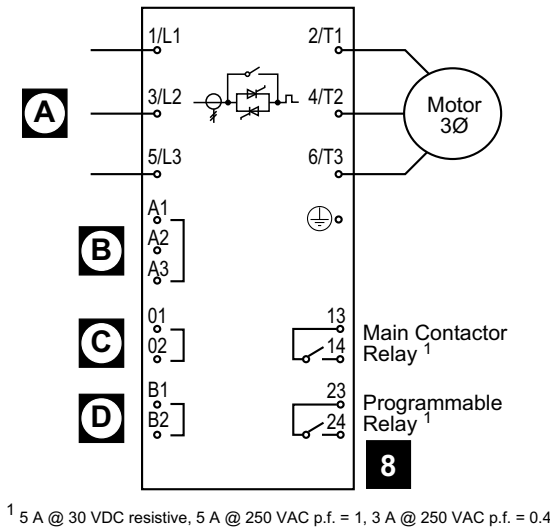 1/L1 2/T1
A 3/L2 4/T2 Motor
3Ø
5/L3 6/T3
A1
B A2
A3
01 13 Main Contactor
C 02 14 Relay 1
B1 23 Programmable
D B2 24 Relay 1
8
1 5 A @ 30 VDC resistive, 5 A @ 250 VAC p.f. = 1, 3 A @ 250 VAC p.f. = 0.4